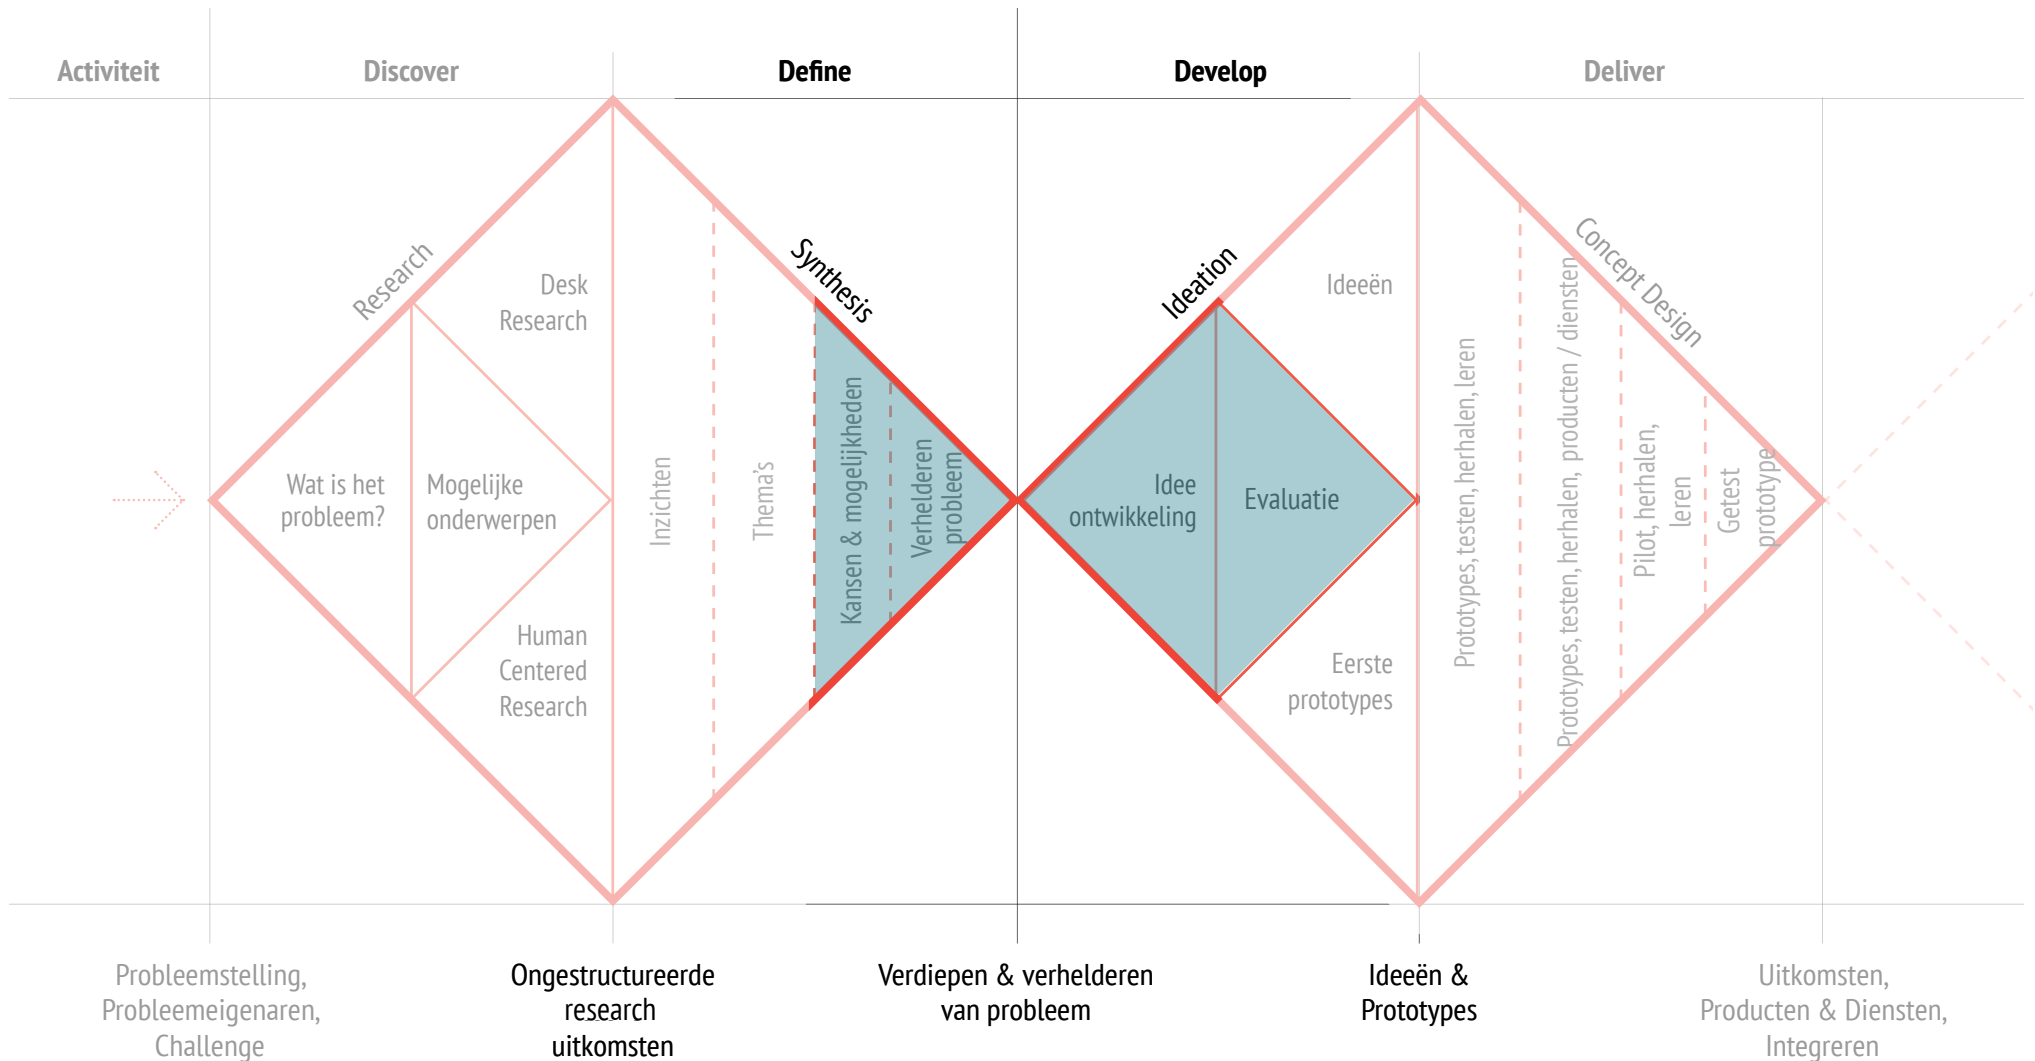 Activiteit
Discover
Define
Develop
Deliver
Research
Synthesis
Ideation
Concept Design
Wat is het
probleem?
Mogelijke
onderwerpen
Desk
Research
Human
Centered
Research
Inzichten
Thema's
Kansen & mogelijkheden
Verhelderen
probleem
Idee
ontwikkeling
Evaluatie
Ideeën
Eerste
prototypes
Prototypes, testen, herhalen, leren
Prototypes, testen, herhalen, producten / diensten
Pilot, herhalen,
leren
Getest
prototype
Probleemstelling,
Probleemeigenaren,
Challenge
Ongestructureerde
research
uitkomsten
Verdiepen & verhelderen
van probleem
Ideeën &
Prototypes
Uitkomsten,
Producten & Diensten,
Integreren